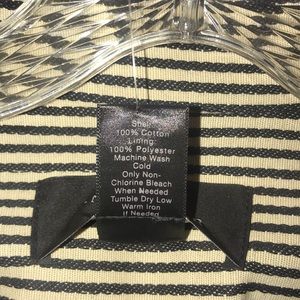 Shell:
100% Cotton
Lining:
100% Polyester
Machine Wash
Cold
Only Non-
Chlorine Bleach
When Needed
Tumble Dry Low
Warm Iron
If Needed